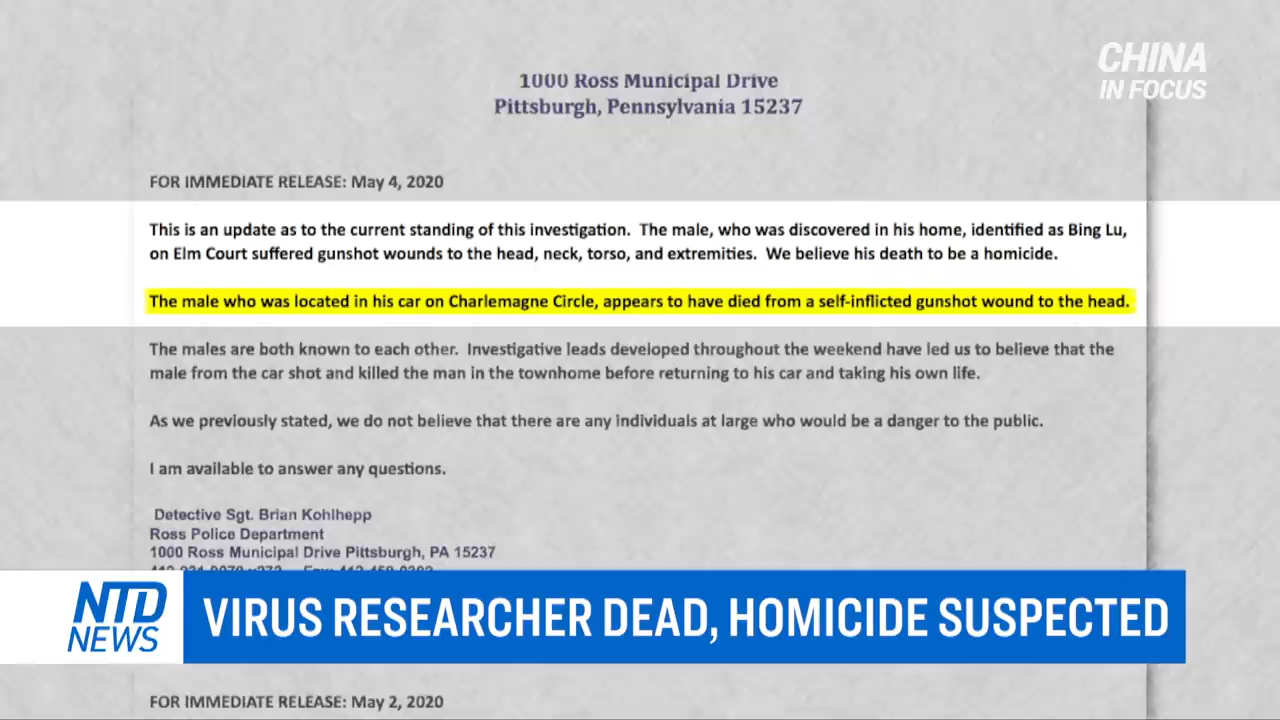 CHINA
IN FOCUS
1000 Ross Municipal Drive
Pittsburgh, Pennsylvania 15237
FOR IMMEDIATE RELEASE: May 4, 2020
This is an update as to the current standing of this investigation. The male, who was discovered in his home, identified as Bing Lu,
on Elm Court suffered gunshot wounds to the head, neck, torso, and extremities. We believe his death to be a homicide.
The male who was located in his car on Charlemagne Circle, appears to have died from a self-inflicted gunshot wound to the head.
The males are both known to each other. Investigative leads developed throughout the weekend have led us to believe that the
male from the car shot and killed the man in the townhome before returning to his car and taking his own life.
As we previously stated, we do not believe that there are any individuals at large who would be a danger to the public.
I am available to answer any questions.
Detective Sgt. Brian Kohlhepp
Ross Police Department
1000 Ross Municipal Drive Pittsburgh, PA 15237
NTD
NEWS
VIRUS RESEARCHER DEAD, HOMICIDE SUSPECTED
FOR IMMEDIATE RELEASE: May 2, 2020